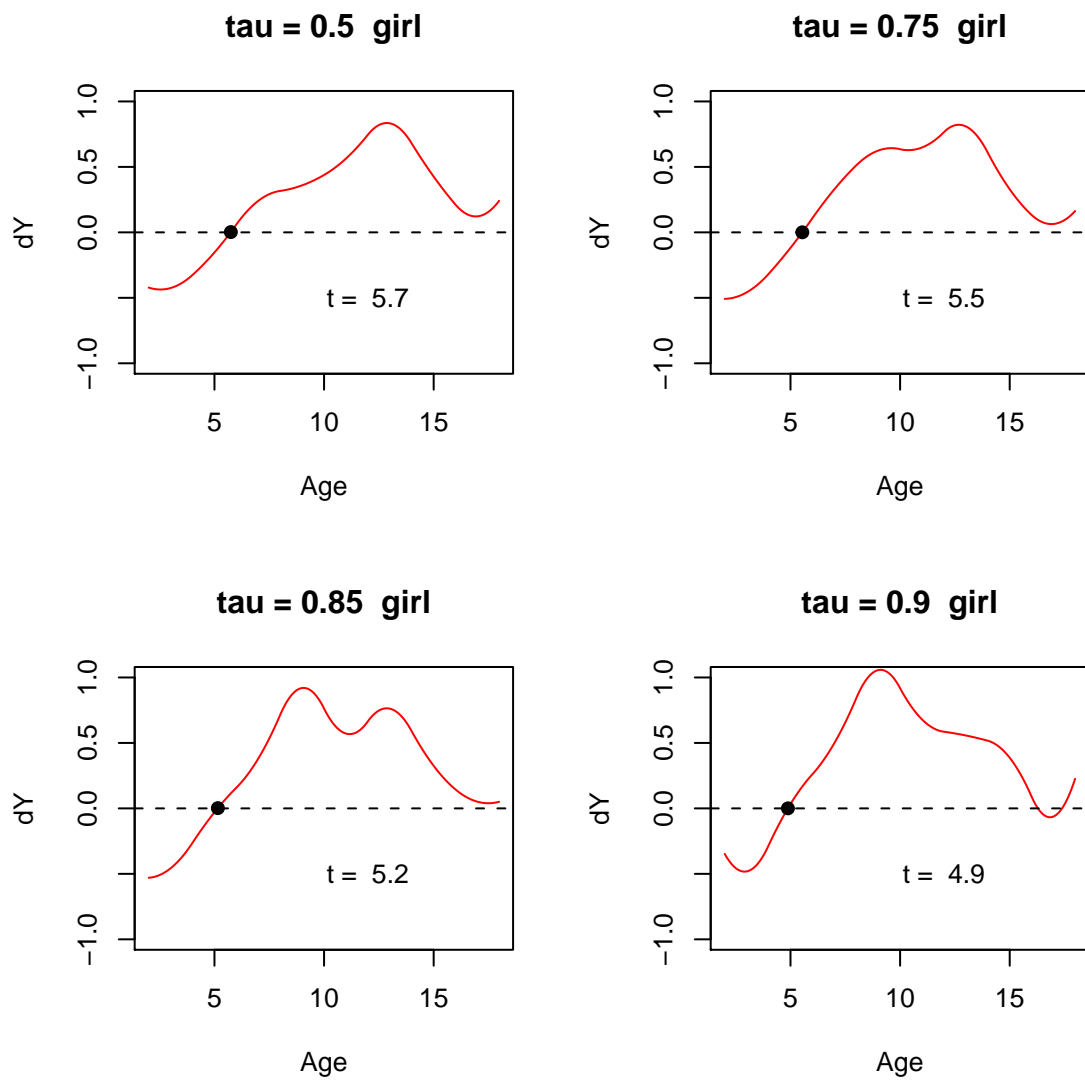 tau = 0.5  girl
dY
1.0
0.5
0.0
−1.0
t =  5.7
5 10 15
Age
tau = 0.75  girl
dY
1.0
0.5
0.0
−1.0
t =  5.5
5 10 15
Age
tau = 0.85  girl
dY
1.0
0.5
0.0
−1.0
t =  5.2
5 10 15
Age
tau = 0.9  girl
dY
1.0
0.5
0.0
−1.0
t =  4.9
5 10 15
Age